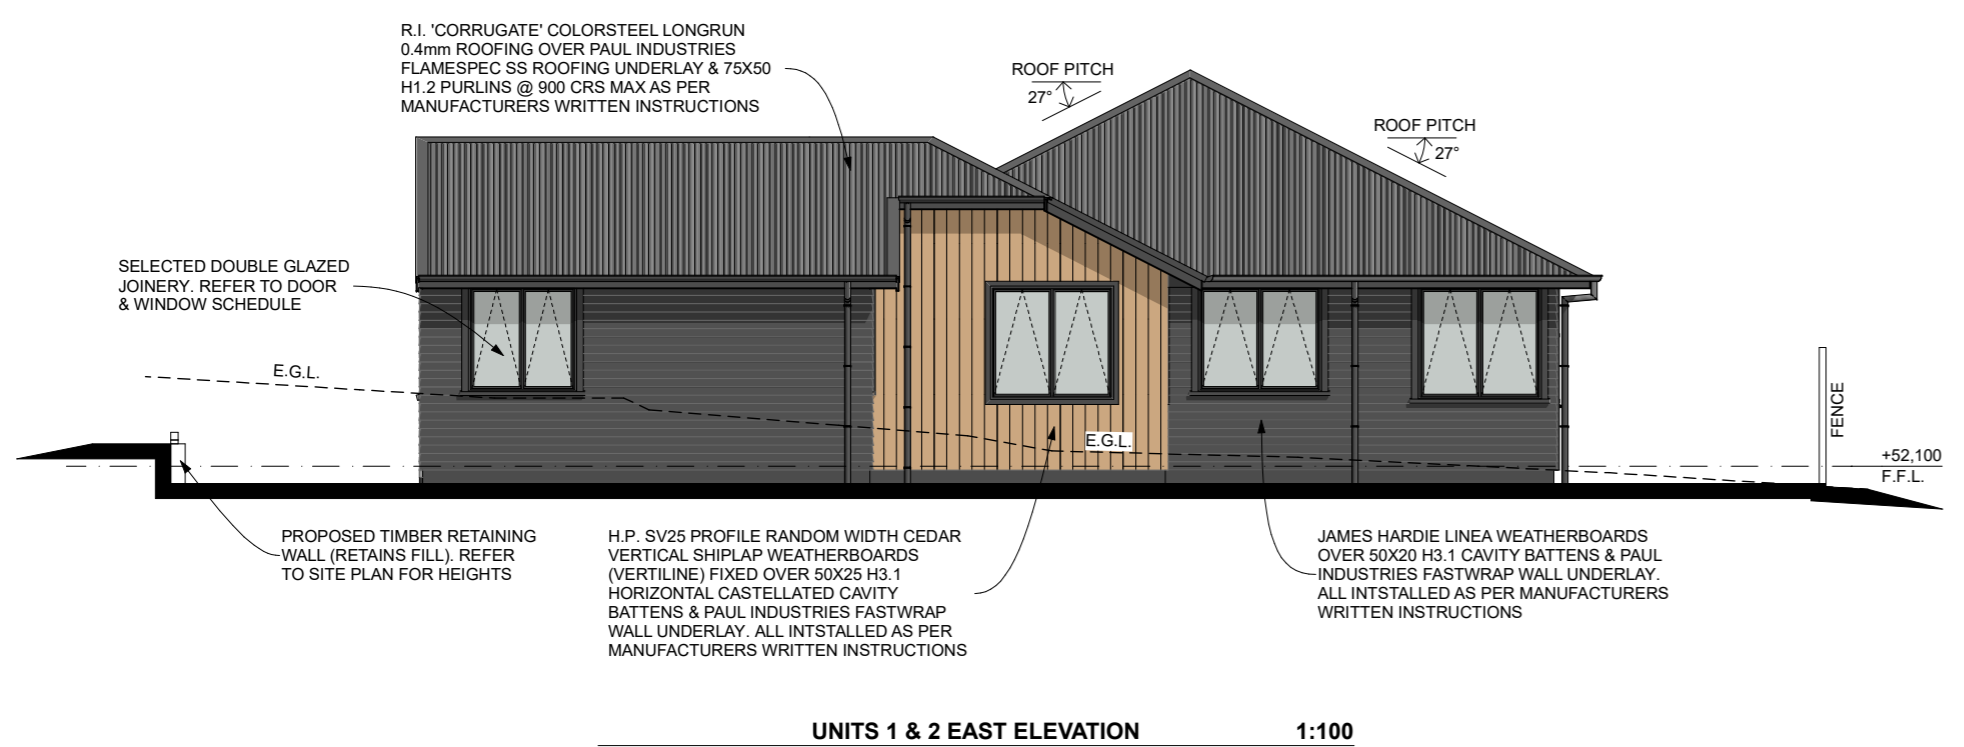 R.I. 'CORRUGATE' COLORSTEEL LONGRUN
0.4mm ROOFING OVER PAUL INDUSTRIES
FLAMESPEC SS ROOFING UNDERLAY & 75X50
H1.2 PURLINS @ 900 CRS MAX AS PER
MANUFACTURERS WRITTEN INSTRUCTIONS
ROOF PITCH
27°
ROOF PITCH
27°
SELECTED DOUBLE GLAZED
JOINERY. REFER TO DOOR
& WINDOW SCHEDULE
E.G.L.
E.G.L.
FENCE
+52,100
F.F.L.
PROPOSED TIMBER RETAINING
WALL (RETAINS FILL). REFER
TO SITE PLAN FOR HEIGHTS
H.P. SV25 PROFILE RANDOM WIDTH CEDAR
VERTICAL SHIPLAP WEATHERBOARDS
(VERTILINE) FIXED OVER 50X25 H3.1
HORIZONTAL CASTELLATED CAVITY
BATTENS & PAUL INDUSTRIES FASTWRAP
WALL UNDERLAY. ALL INTSTALLED AS PER
MANUFACTURERS WRITTEN INSTRUCTIONS
JAMES HARDIE LINEA WEATHERBOARDS
OVER 50X20 H3.1 CAVITY BATTENS & PAUL
INDUSTRIES FASTWRAP WALL UNDERLAY.
ALL INTSTALLED AS PER MANUFACTURERS
WRITTEN INSTRUCTIONS
UNITS 1 & 2 EAST ELEVATION 1:100